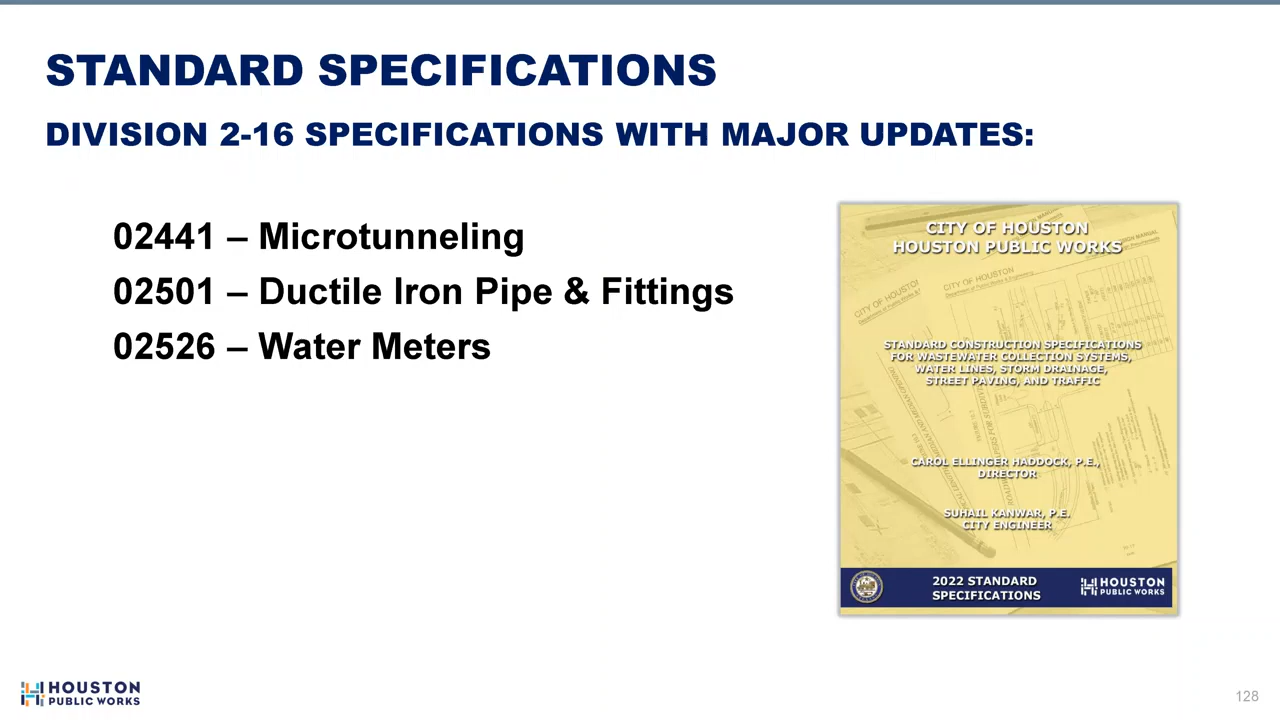 STANDARD SPECIFICATIONS
DIVISION 2-16 SPECIFICATIONS WITH MAJOR UPDATES:
02441 – Microtunneling
02501 – Ductile Iron Pipe & Fittings
02526 – Water Meters
CITY OF HOUSTON
HOUSTON PUBLIC WORKS
CITY OF HOUSTON
STANDARD CONSTRUCTION SPECIFICATIONS
FOR WASTEWATER COLLECTION SYSTEMS,
WATER LINES, STORM DRAINAGE,
STREET PAVING, AND TRAFFIC
CAROL ELLINGER HADDOCK, P.E.,
DIRECTOR
SUHAIL KANWAR, P.E.
CITY ENGINEER
2022 STANDARD
SPECIFICATIONS
HOUSTON
PUBLIC WORKS
HOUSTON
PUBLIC WORKS
128